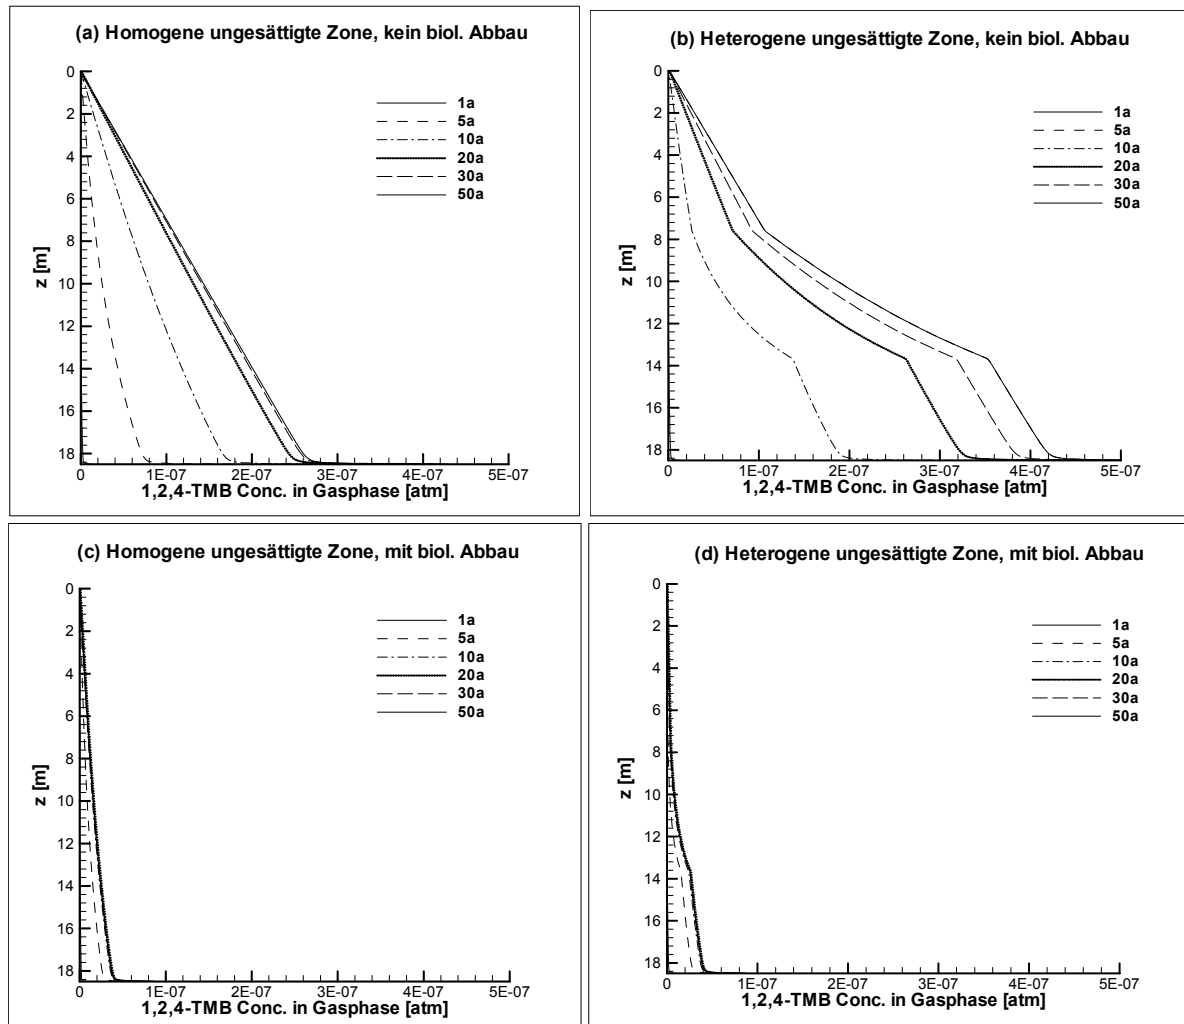 (a) Homogene ungesättigte Zone, kein biol. Abbau
0
2
4
6
8
10
12
14
16
18
z [m]
1a
5a
10a
20a
30a
50a
0 1E-07 2E-07 3E-07 4E-07 5E-07
1,2,4-TMB Conc. in Gasphase [atm]
(b) Heterogene ungesättigte Zone, kein biol. Abbau
0
2
4
6
8
10
12
14
16
18
z [m]
1a
5a
10a
20a
30a
50a
0 1E-07 2E-07 3E-07 4E-07 5E-07
1,2,4-TMB Conc. in Gasphase [atm]
(c) Homogene ungesättigte Zone, mit biol. Abbau
0
2
4
6
8
10
12
14
16
18
z [m]
1a
5a
10a
20a
30a
50a
0 1E-07 2E-07 3E-07 4E-07 5E-07
1,2,4-TMB Conc. in Gasphase [atm]
(d) Heterogene ungesättigte Zone, mit biol. Abbau
0
2
4
6
8
10
12
14
16
18
z [m]
1a
5a
10a
20a
30a
50a
0 1E-07 2E-07 3E-07 4E-07 5E-07
1,2,4-TMB Conc. in Gasphase [atm]